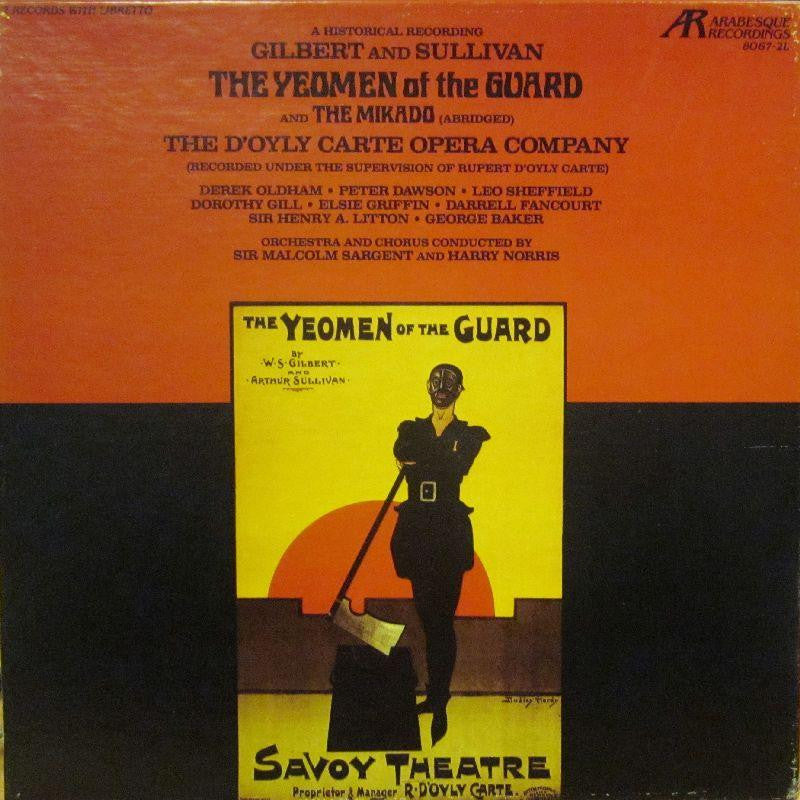 RECORDS WITH LIBRETTO
AR ARABESQUE
RECORDINGS
8067-2L
A HISTORICAL RECORDING
GILBERT AND SULLIVAN
THE YEOMEN of the GUARD
AND THE MIKADO (ABRIDGED)
THE D'OYLY CARTE OPERA COMPANY
(RECORDED UNDER THE SUPERVISION OF RUPERT D'OYLY CARTE)
DEREK OLDHAM • PETER DAWSON • LEO SHEFFIELD
DOROTHY GILL • ELSIE GRIFFIN • DARRELL FANCOURT
SIR HENRY A. LITTON • GEORGE BAKER
ORCHESTRA AND CHORUS CONDUCTED BY
SIR MALCOLM SARGENT AND HARRY NORRIS
THE YEOMEN OF THE GUARD
BY
·W·S·GILBERT·
AND
·ARTHUR SULLIVAN·
SAVOY THEATRE
Proprietor & Manager R·D'OYLY CARTE.